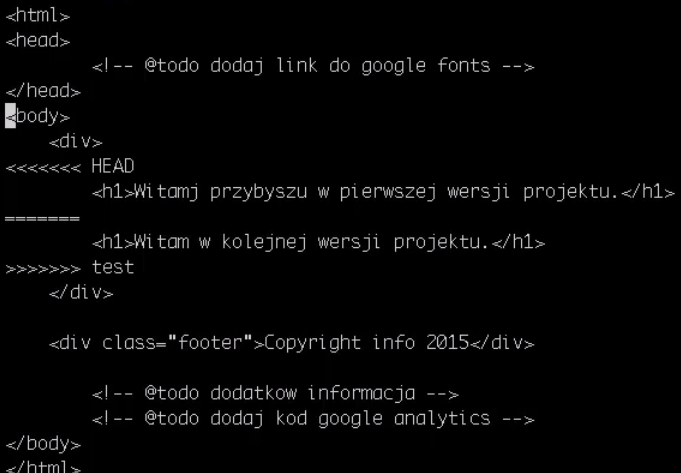 <html>
<head>
<!-- @todo dodaj link do google fonts -->
</head>
<body>
<div>
<<<<<<< HEAD
<h1>Witamj przybyszu w pierwszej wersji projektu.</h1>
=======
<h1>Witam w kolejnej wersji projektu.</h1>
>>>>>>> test
</div>
<div class="footer">Copyright info 2015</div>
<!-- @todo dodatkow informacja -->
<!-- @todo dodaj kod google analytics -->
</body>
</html>